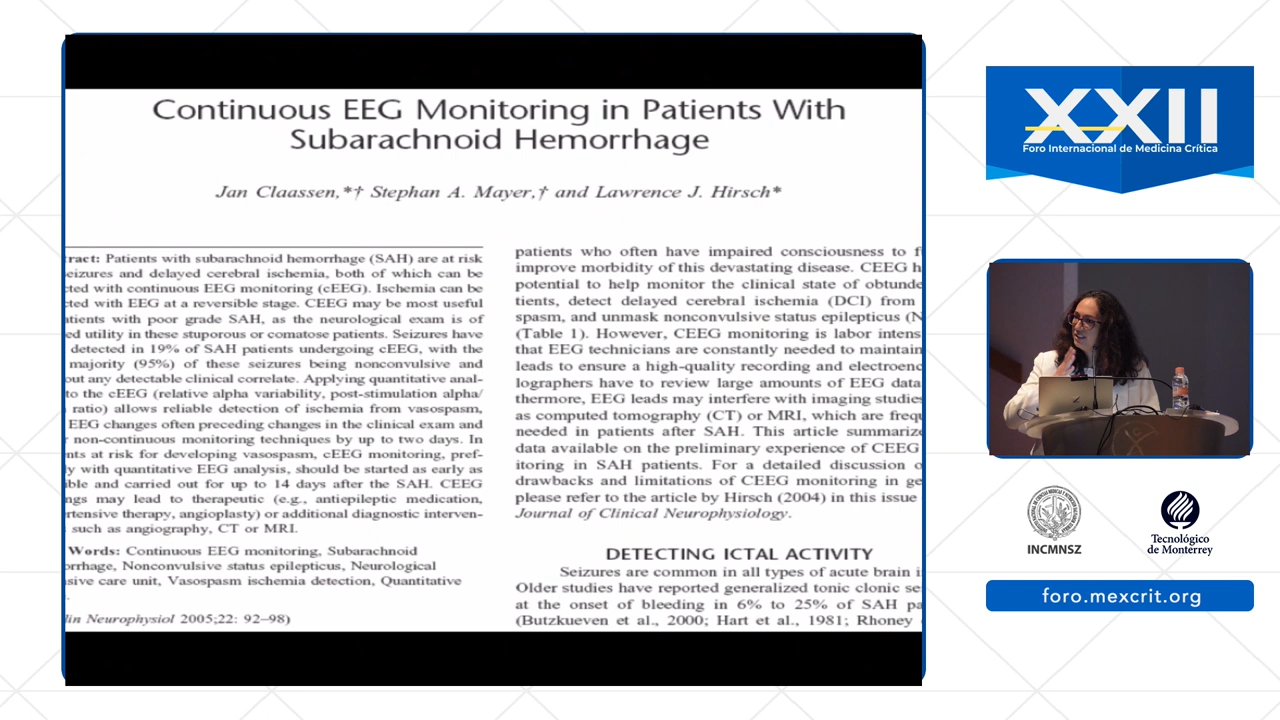 Continuous EEG Monitoring in Patients With
Subarachnoid Hemorrhage
Jan Claassen,*† Stephan A. Mayer,† and Lawrence J. Hirsch*
ract: Patients with subarachnoid hemorrhage (SAH) are at risk
eizures and delayed cerebral ischemia, both of which can be
cted with continuous EEG monitoring (cEEG). Ischemia can be
cted with EEG at a reversible stage. CEEG may be most useful
atients with poor grade SAH, as the neurological exam is of
ed utility in these stuporous or comatose patients. Seizures have
detected in 19% of SAH patients undergoing cEEG, with the
majority (95%) of these seizures being nonconvulsive and
out any detectable clinical correlate. Applying quantitative anal-
to the cEEG (relative alpha variability, post-stimulation alpha/
ratio) allows reliable detection of ischemia from vasospasm,
EEG changes often preceding changes in the clinical exam and
r non-continuous monitoring techniques by up to two days. In
nts at risk for developing vasospasm, cEEG monitoring, pref-
y with quantitative EEG analysis, should be started as early as
ible and carried out for up to 14 days after the SAH. CEEG
ngs may lead to therapeutic (e.g., antiepileptic medication,
rtensive therapy, angioplasty) or additional diagnostic interven-
such as angiography, CT or MRI.
Words: Continuous EEG monitoring, Subarachnoid
orrhage, Nonconvulsive status epilepticus, Neurological
sive care unit, Vasospasm ischemia detection, Quantitative
.
lin Neurophysiol 2005;22: 92–98)
patients who often have impaired consciousness to f
improve morbidity of this devastating disease. CEEG h
potential to help monitor the clinical state of obtunde
tients, detect delayed cerebral ischemia (DCI) from
spasm, and unmask nonconvulsive status epilepticus (N
(Table 1). However, CEEG monitoring is labor intens
that EEG technicians are constantly needed to maintain
leads to ensure a high-quality recording and electroenc
lographers have to review large amounts of EEG data
thermore, EEG leads may interfere with imaging studies
as computed tomography (CT) or MRI, which are frequ
needed in patients after SAH. This article summarize
data available on the preliminary experience of CEEG
itoring in SAH patients. For a detailed discussion o
drawbacks and limitations of CEEG monitoring in ge
please refer to the article by Hirsch (2004) in this issue
Journal of Clinical Neurophysiology.
DETECTING ICTAL ACTIVITY
Seizures are common in all types of acute brain i
Older studies have reported generalized tonic clonic se
at the onset of bleeding in 6% to 25% of SAH pa
(Butzkueven et al., 2000; Hart et al., 1981; Rhoney
XXII
Foro Internacional de Medicina Crítica
INCMNSZ
Tecnológico
de Monterrey
foro.mexcrit.org